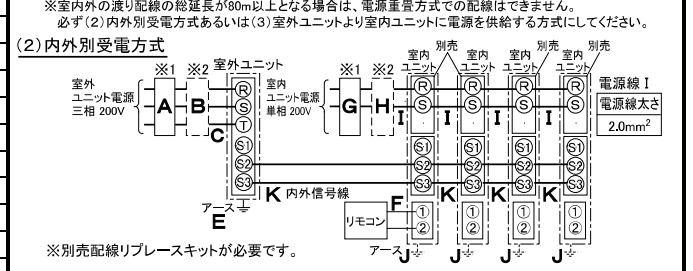 ※室内外の渡り配線の総延長が80m以上となる場合は、電源重畳方式での配線はできません。
必ず(2)内外別受電方式あるいは(3)室外ユニットより室内ユニットに電源を供給する方式にしてください。
(2)内外別受電方式
※1 ※2 室外ユニット
室外
ユニット電源
三相 200V
A B C
R
S
T
S1
S2
S3
アース
E
※1 ※2
室内
ユニット電源
単相 200V
G H
室内
ユニット
別売
室内
ユニット
室内
ユニット
別売
室内
ユニット
別売
R R R R
S I S I S I S
S1 S1 S1 S1
S2 S2 S2 S2
S3 S3 S3 S3
K 内外信号線
K K K
F
リモコン
① ① ① ①
② ② ② ②
アース J J J J
電源線 I
電源線太さ
2.0mm²
※別売配線リプレースキットが必要です。